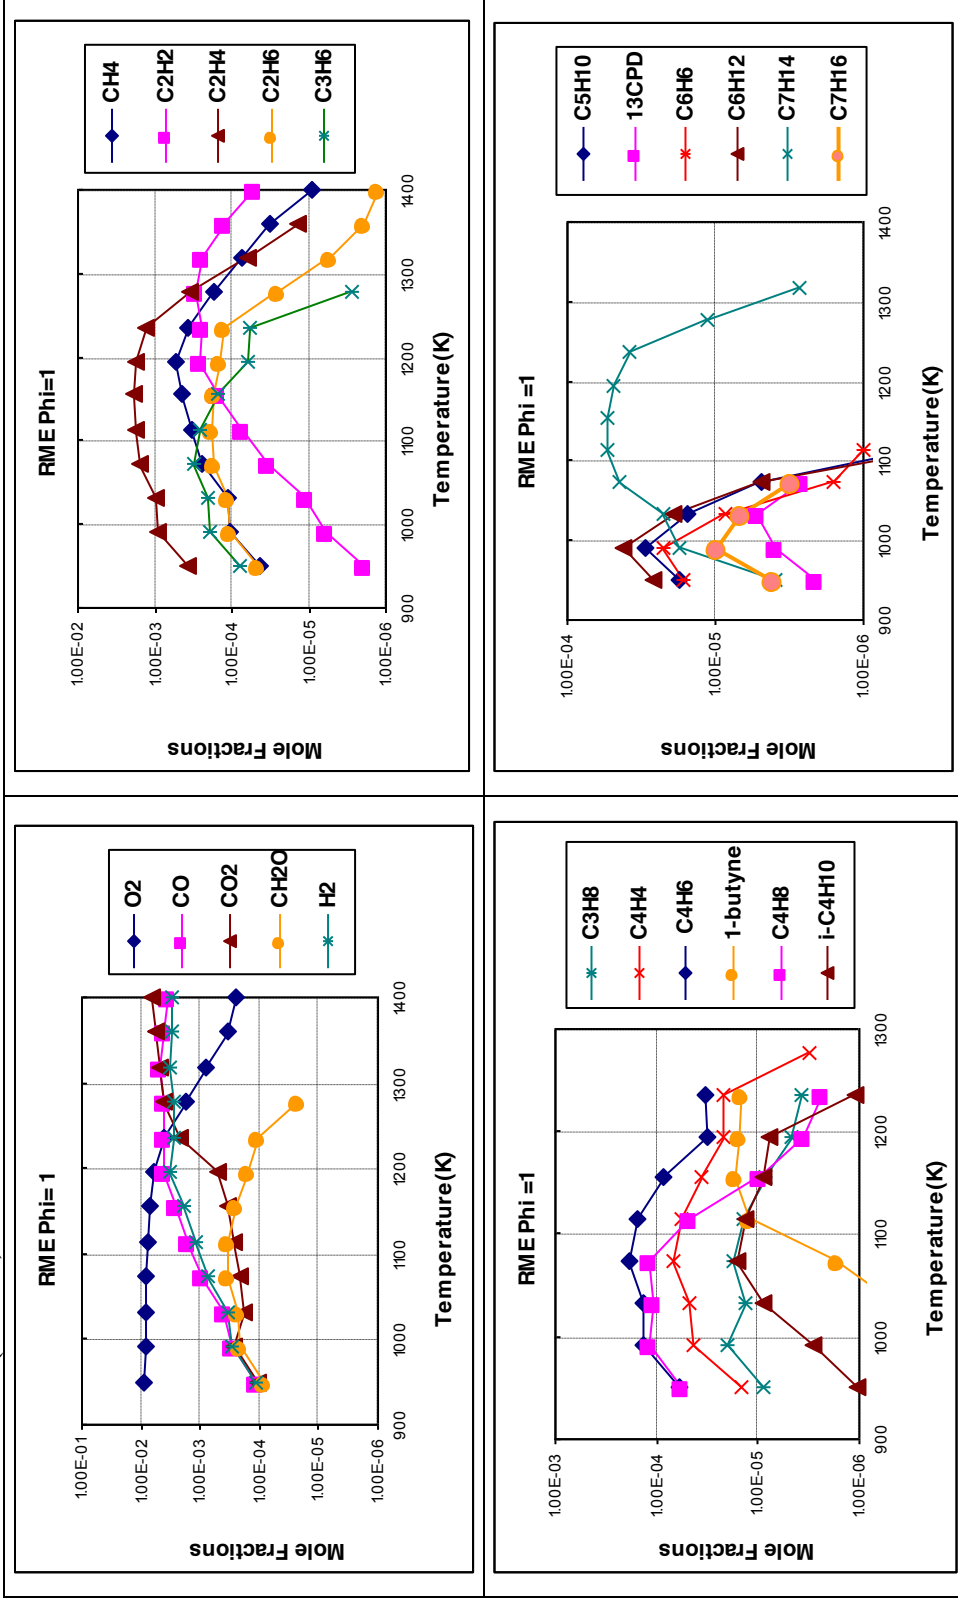 RME Phi= 1
Mole Fractions
1.00E-01
1.00E-02
1.00E-03
1.00E-04
1.00E-05
1.00E-06
900
1000
1100
1200
1300
1400
Temperature(K)
O2
CO
CO2
CH2O
H2
RME Phi=1
Mole Fractions
1.00E-02
1.00E-03
1.00E-04
1.00E-05
1.00E-06
900
1000
1100
1200
1300
1400
Temperature(K)
CH4
C2H2
C2H4
C2H6
C3H6
RME Phi =1
Mole Fractions
1.00E-03
1.00E-04
1.00E-05
1.00E-06
900
1000
1100
1200
1300
Temperature(K)
C3H8
C4H4
C4H6
1-butyne
C4H8
i-C4H10
RME Phi =1
Mole Fractions
1.00E-04
1.00E-05
1.00E-06
900
1000
1100
1200
1300
1400
Temperature(K)
C5H10
13CPD
C6H6
C6H12
C7H14
C7H16